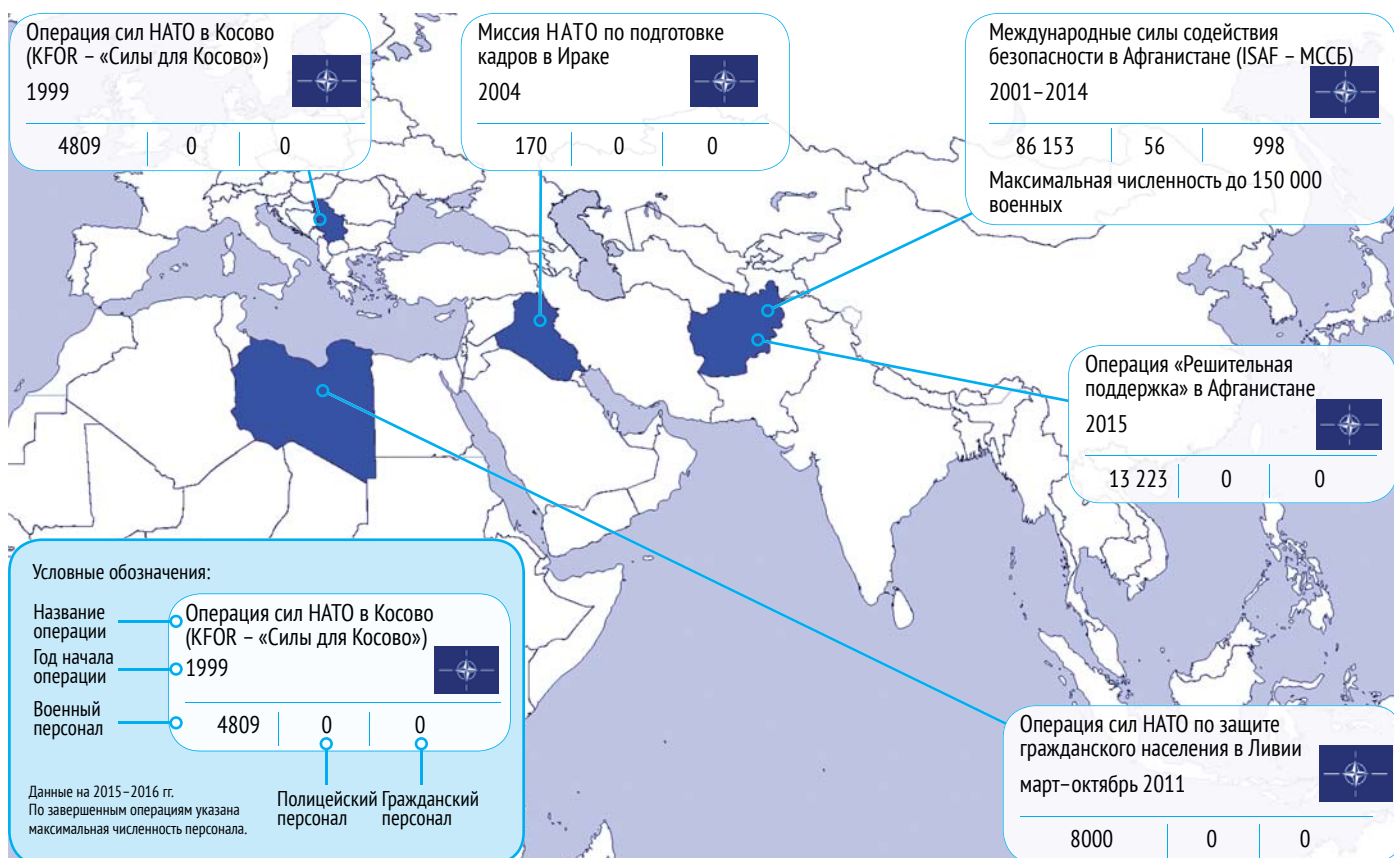 Операция сил НАТО в Косово
(KFOR – «Силы для Косово»)
1999
4809 0 0
Миссия НАТО по подготовке
кадров в Ираке
2004
170 0 0
Международные силы содействия
безопасности в Афганистане (ISAF – МССБ)
2001–2014
86 153 56 998
Максимальная численность до 150 000
военных
Операция «Решительная
поддержка» в Афганистане
2015
13 223 0 0
Условные обозначения:
Название
операции
Год начала
операции
Военный
персонал
Операция сил НАТО в Косово
(KFOR – «Силы для Косово»)
1999
4809 0 0
Полицейский
персонал
Гражданский
персонал
Данные на 2015–2016 гг.
По завершенным операциям указана
максимальная численность персонала.
Операция сил НАТО по защите
гражданского населения в Ливии
март–октябрь 2011
8000 0 0